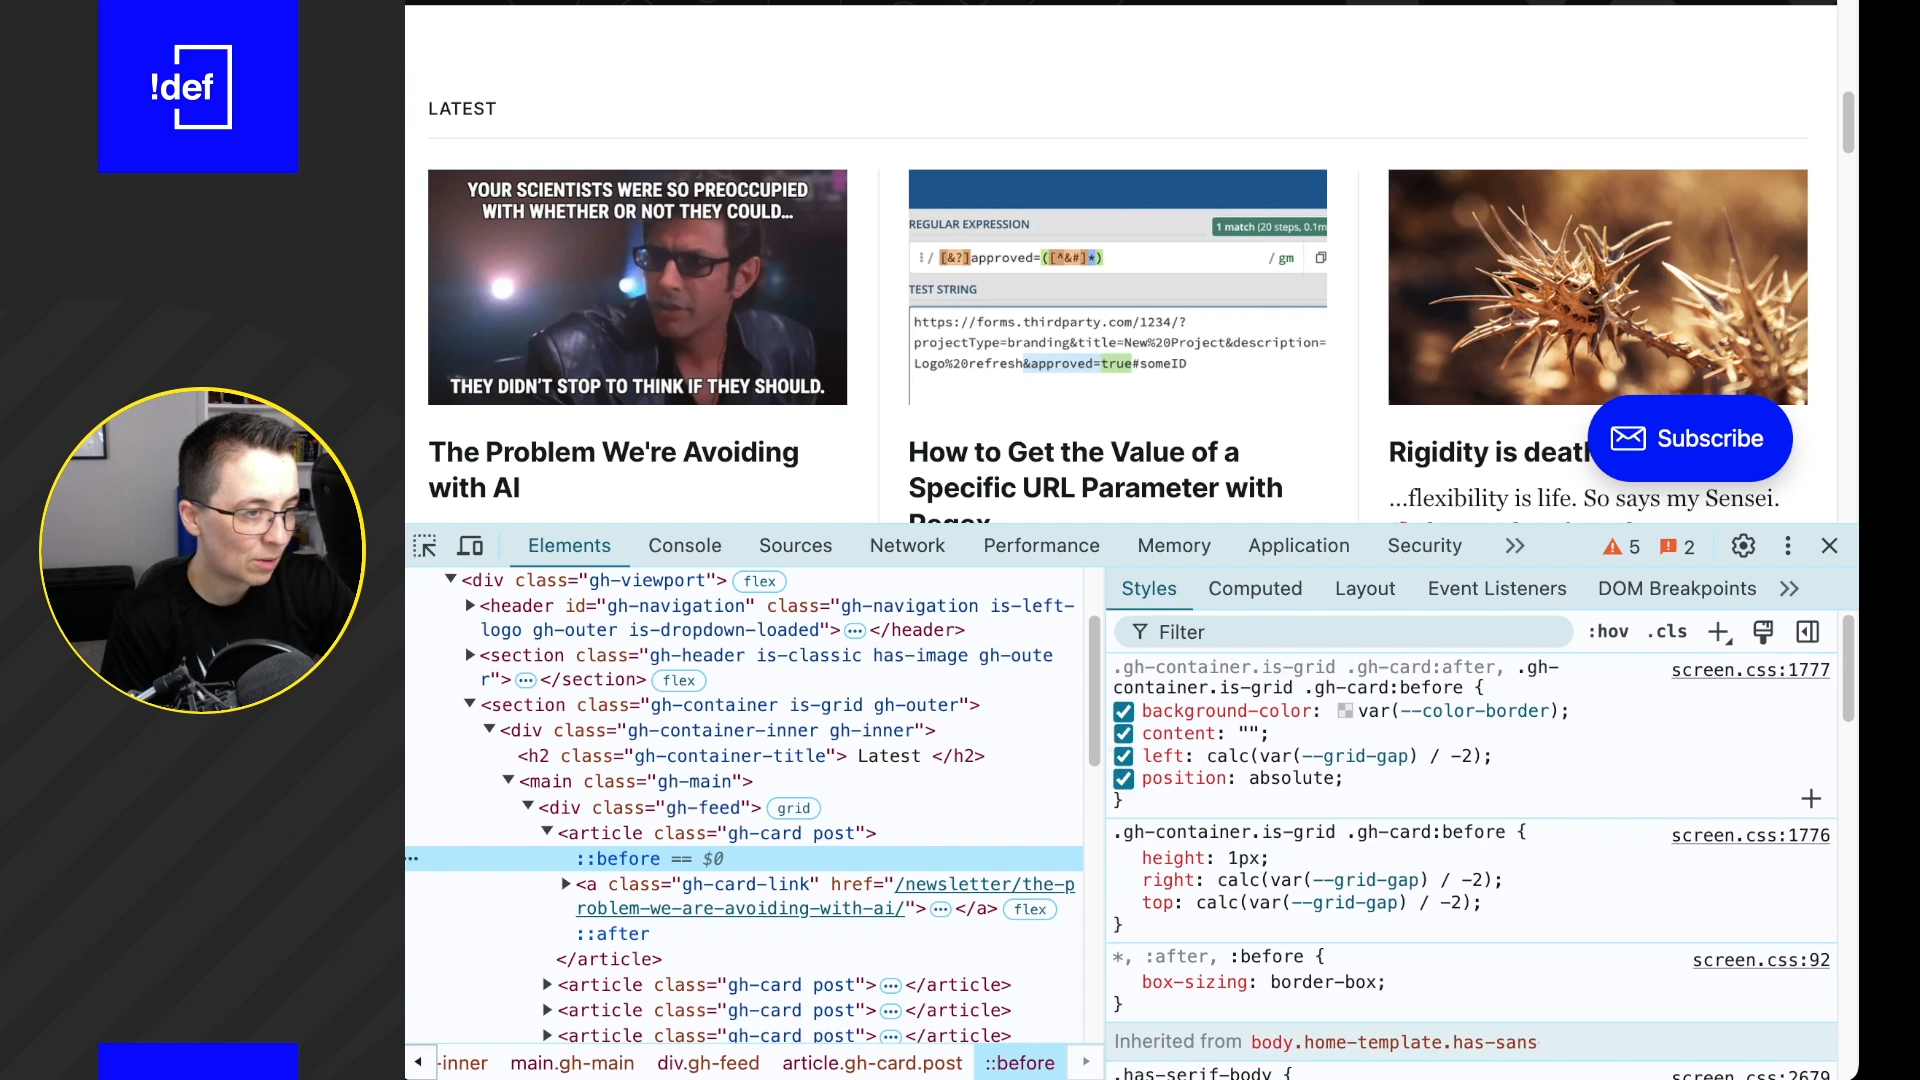 !def
LATEST
YOUR SCIENTISTS WERE SO PREOCCUPIED
WITH WHETHER OR NOT THEY COULD...
THEY DIDN'T STOP TO THINK IF THEY SHOULD.
The Problem We're Avoiding
with AI
REGULAR EXPRESSION
1 match (20 steps, 0.1m
/ [&?]approved=([^&#]*)
/ gm
TEST STRING
https://forms.thirdparty.com/1234/?
projectType=branding&title=New%20Project&description=
Logo%20refresh&approved=true#someID
How to Get the Value of a
Specific URL Parameter with
Regex
Rigidity is death
...flexibility is life. So says my Sensei.
Subscribe
Elements Console Sources Network Performance Memory Application Security 5 2
<div class="gh-viewport"> flex
<header id="gh-navigation" class="gh-navigation is-left-
logo gh-outer is-dropdown-loaded"> ... </header>
<section class="gh-header is-classic has-image gh-oute
r"> ... </section> flex
<section class="gh-container is-grid gh-outer">
<div class="gh-container-inner gh-inner">
<h2 class="gh-container-title"> Latest </h2>
<main class="gh-main">
<div class="gh-feed"> grid
<article class="gh-card post">
... ::before == $0
<a class="gh-card-link" href="/newsletter/the-p
roblem-we-are-avoiding-with-ai/"> ... </a> flex
::after
</article>
<article class="gh-card post"> ... </article>
<article class="gh-card post"> ... </article>
<article class="gh-card post"> ... </article>
-inner main.gh-main div.gh-feed article.gh-card.post ::before
Styles Computed Layout Event Listeners DOM Breakpoints
Filter :hov .cls
.gh-container.is-grid .gh-card:after, .gh-
container.is-grid .gh-card:before {
screen.css:1777
background-color: var(--color-border);
content: "";
left: calc(var(--grid-gap) / -2);
position: absolute;
}
.gh-container.is-grid .gh-card:before {
screen.css:1776
height: 1px;
right: calc(var(--grid-gap) / -2);
top: calc(var(--grid-gap) / -2);
}
*, :after, :before {
screen.css:92
box-sizing: border-box;
}
Inherited from body.home-template.has-sans
.has-serif-body {
screen.css:2679